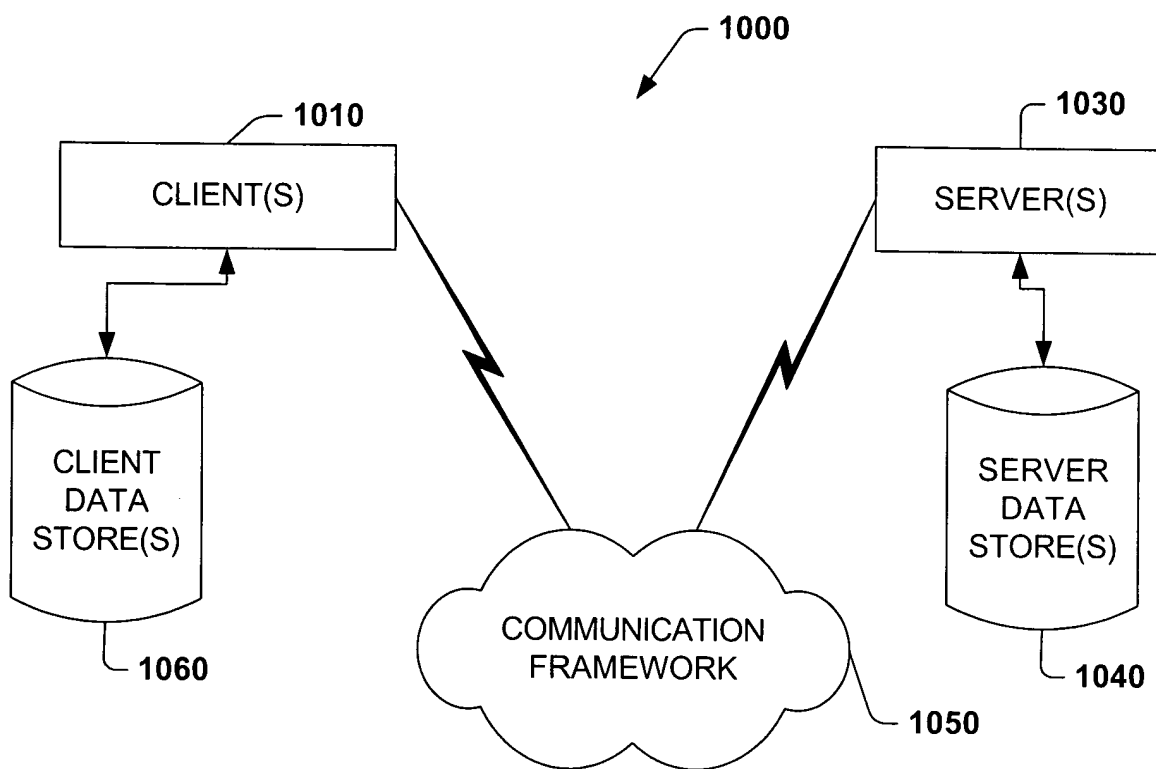 1000
1010
1030
CLIENT(S)
SERVER(S)
CLIENT
DATA
STORE(S)
SERVER
DATA
STORE(S)
COMMUNICATION
FRAMEWORK
1060
1040
1050